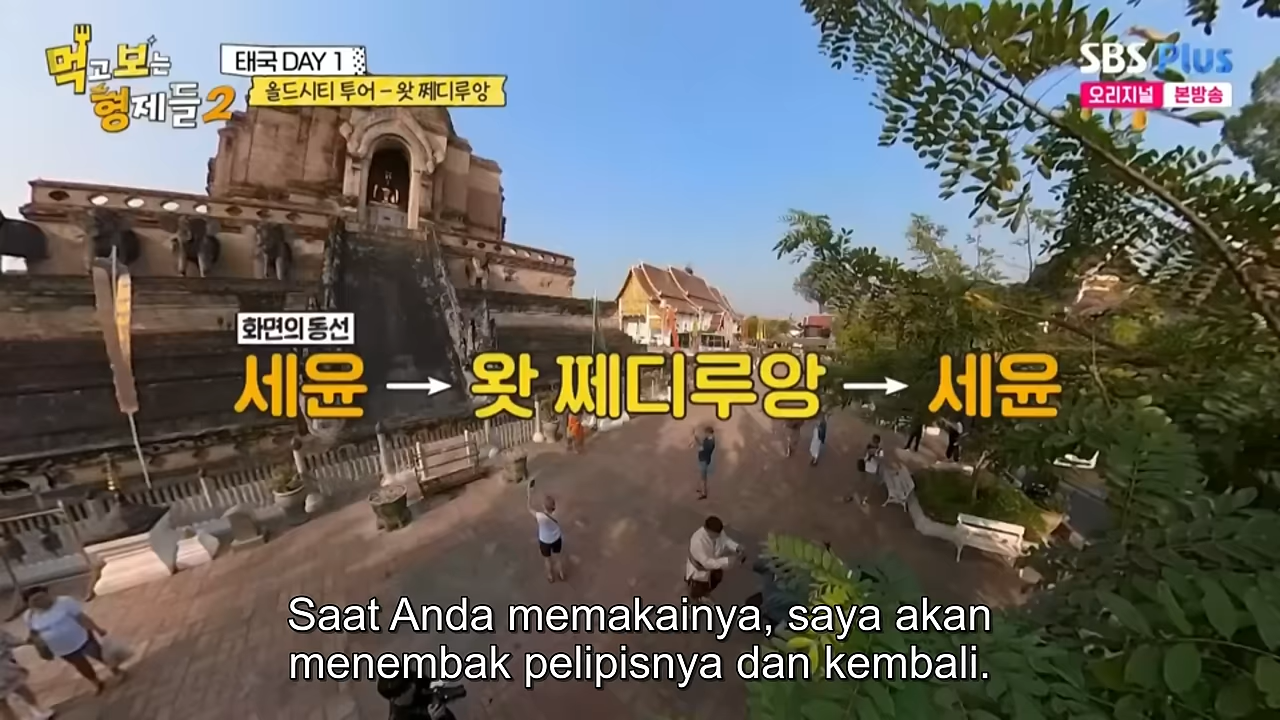 먹고 보는
형제들2
태국 DAY 1
올드시티 투어 - 왓 쩨디루앙
SBS Plus
오리지널 본방송
화면의 동선
세윤 → 왓 쩨디루앙 → 세윤
Saat Anda memakainya, saya akan
menembak pelipisnya dan kembali.